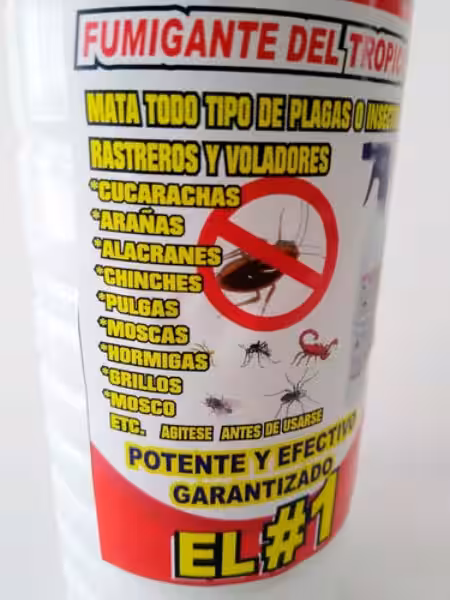 FUMIGANTE DEL TROPIC
MATA TODO TIPO DE PLAGAS O INSECT
RASTREROS Y VOLADORES
*CUCARACHAS
*ARAÑAS
*ALACRANES
*CHINCHES
*PULGAS
*MOSCAS
*HORMIGAS
*GRILLOS
*MOSCO
ETC. AGITESE ANTES DE USARSE
POTENTE Y EFECTIVO
GARANTIZADO
EL #1